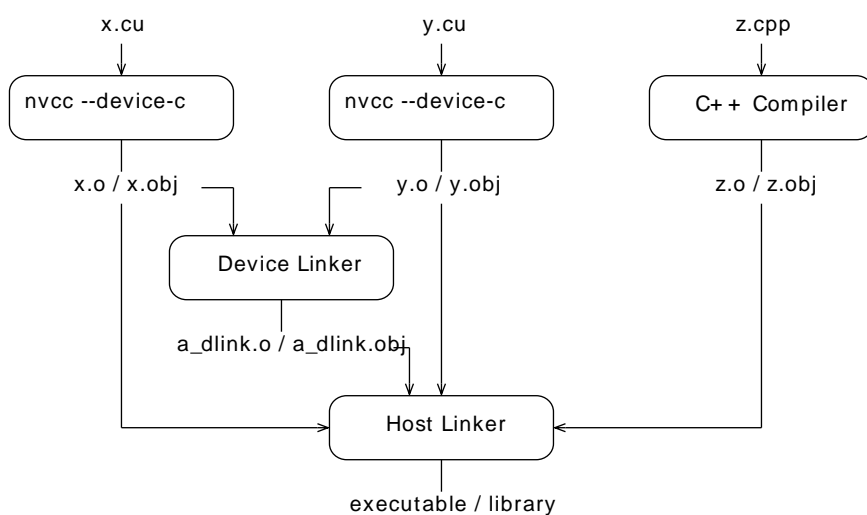 x.cu y.cu z.cpp
nvcc --device-c nvcc --device-c C++ Compiler
x.o / x.obj y.o / y.obj z.o / z.obj
Device Linker
a_dlink.o / a_dlink.obj
Host Linker
executable / library